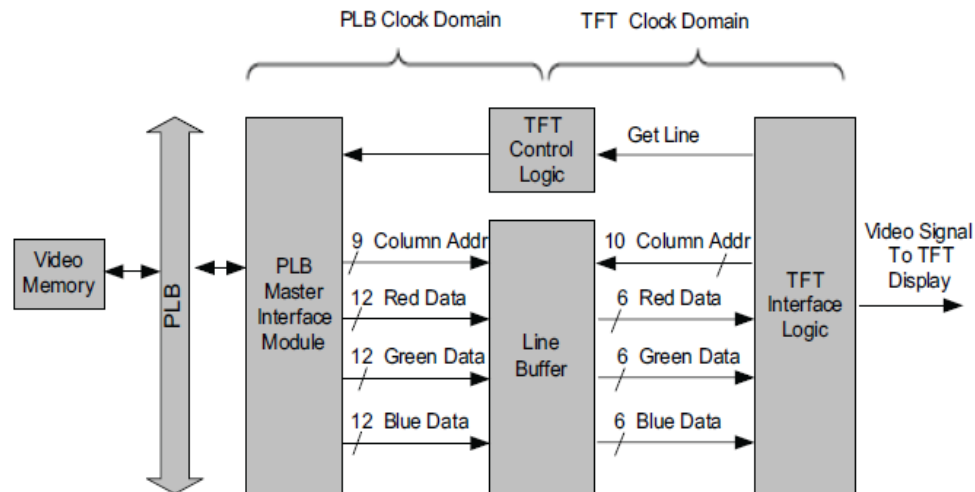 PLB Clock Domain
TFT Clock Domain
TFT
Control
Logic
Get Line
Video
Memory
PLB
PLB
Master
Interface
Module
9 Column Addr
12 Red Data
12 Green Data
12 Blue Data
Line
Buffer
10 Column Addr
6 Red Data
6 Green Data
6 Blue Data
TFT
Interface
Logic
Video Signal
To TFT
Display